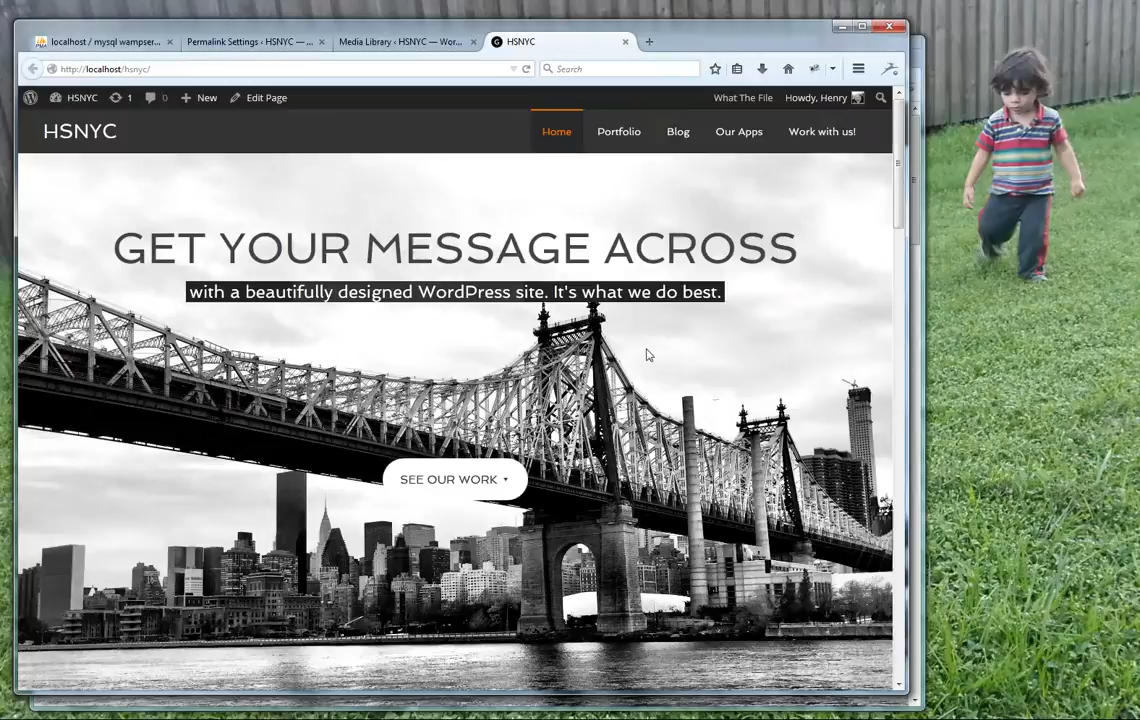 localhost / mysql wampser...
Permalink Settings ‹ HSNYC — ...
Media Library ‹ HSNYC — Wor...
HSNYC
http://localhost/hsnyc/
Search
HSNYC
1
0
New
Edit Page
What The File
Howdy, Henry
HSNYC
Home
Portfolio
Blog
Our Apps
Work with us!
GET YOUR MESSAGE ACROSS
with a beautifully designed WordPress site. It's what we do best.
SEE OUR WORK